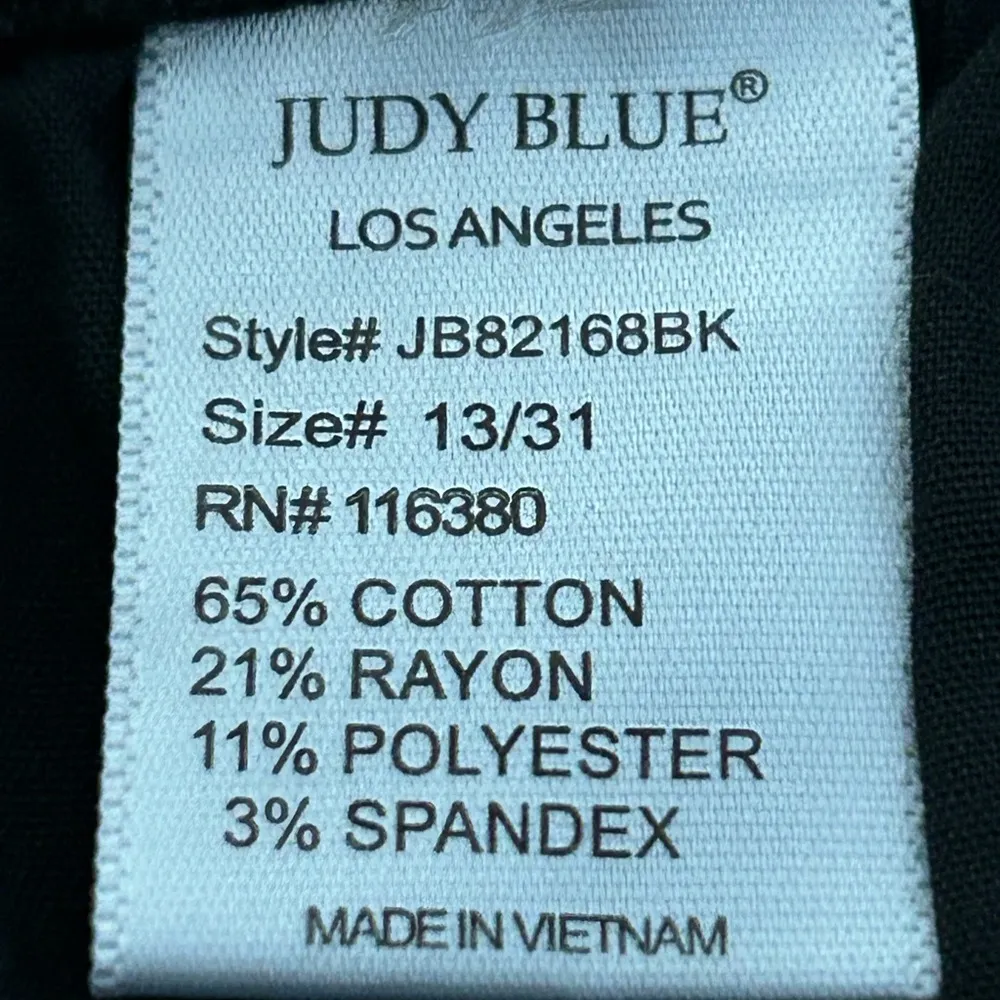 JUDY BLUE®
LOS ANGELES
Style# JB82168BK
Size# 13/31
RN# 116380
65% COTTON
21% RAYON
11% POLYESTER
3% SPANDEX
MADE IN VIETNAM